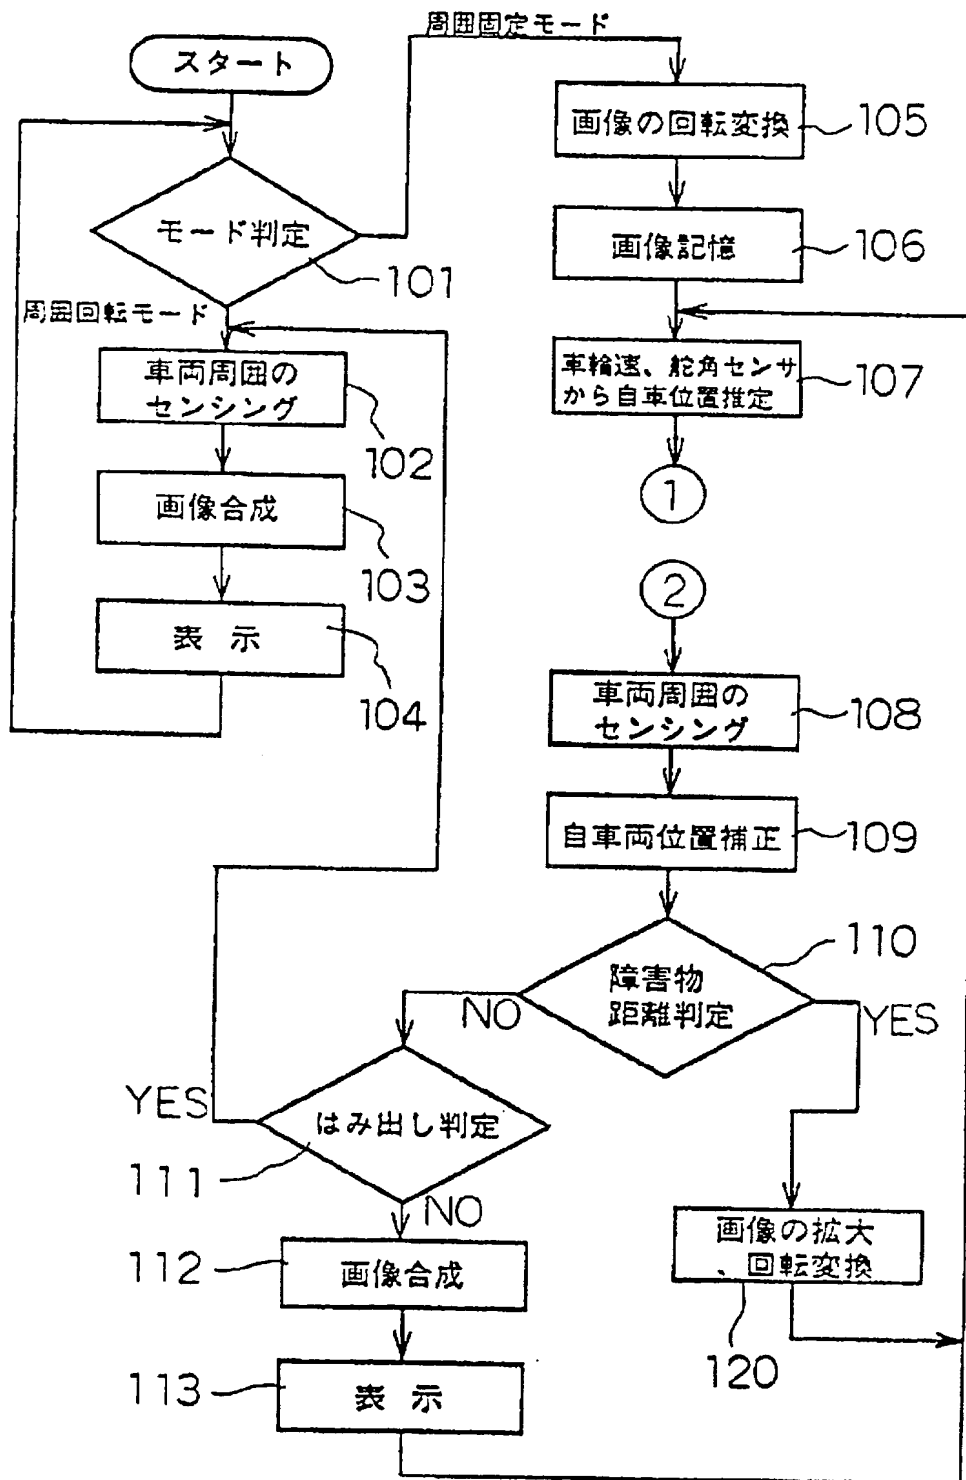 スタート
モード判定
101
周囲回転モード
車両周囲の
センシング
102
画像合成
103
表 示
104
周囲固定モード
画像の回転変換
105
画像記憶
106
車輪速、舵角センサ
から自車位置推定
107
1
2
車両周囲の
センシング
108
自車両位置補正
109
障害物
距離判定
110
NO
YES
はみ出し判定
111
YES
NO
画像合成
112
表 示
113
画像の拡大
、回転変換
120